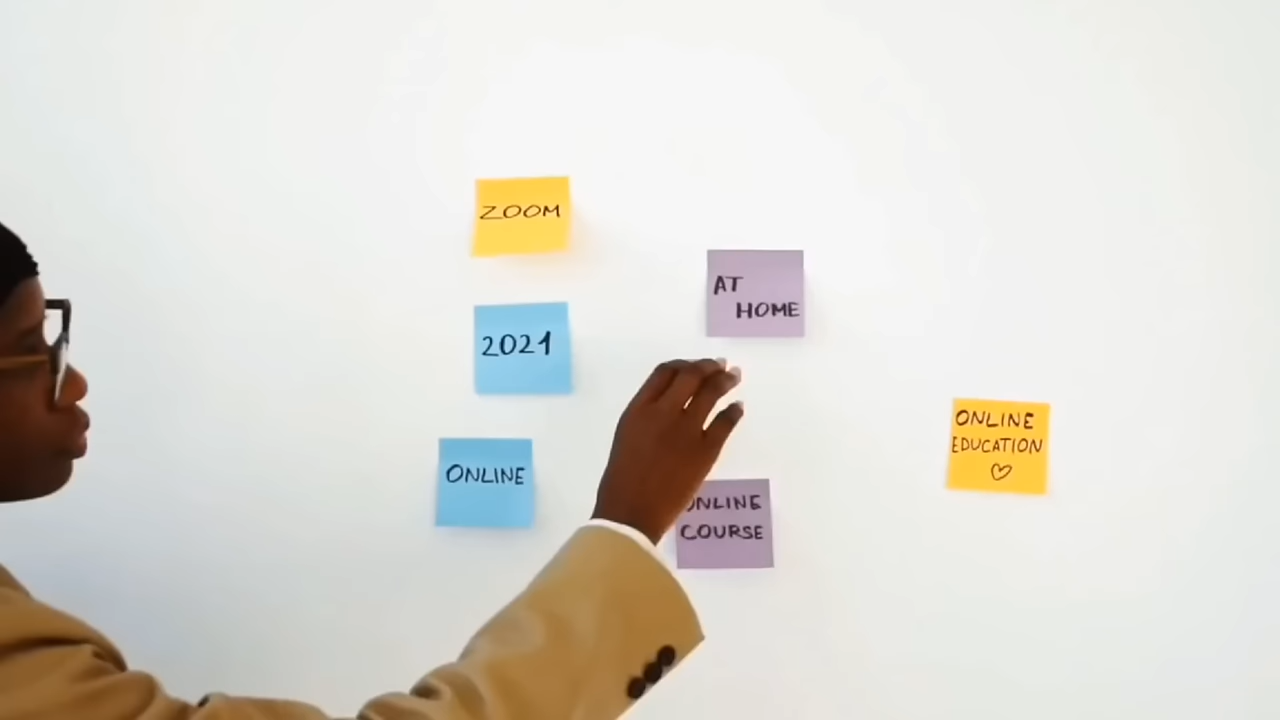 ZOOM
2021
ONLINE
AT
HOME
ONLINE
COURSE
ONLINE
EDUCATION